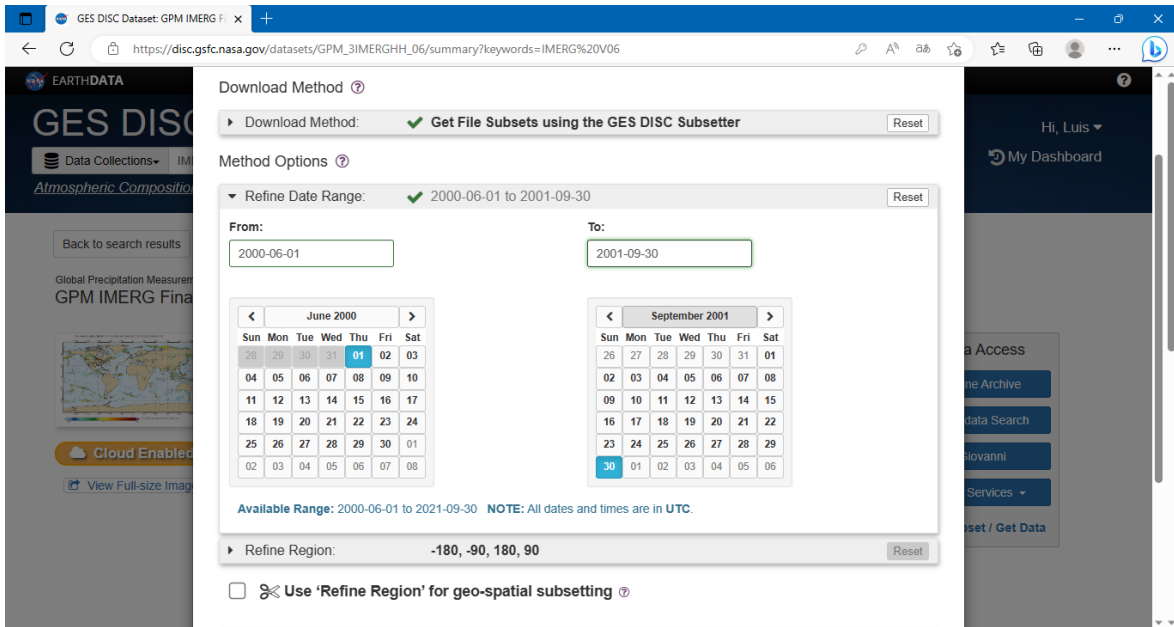 GES DISC Dataset: GPM IMERG Fi
https://disc.gsfc.nasa.gov/datasets/GPM_3IMERGHH_06/summary?keywords=IMERG%20V06
EARTHDATA
GES DISC
Hi, Luis
Data Collections
IMI
My Dashboard
Atmospheric Composition
Download Method
Download Method: Get File Subsets using the GES DISC Subsetter Reset
Method Options
Refine Date Range: 2000-06-01 to 2001-09-30 Reset
From: To:
2000-06-01 2001-09-30
Back to search results
Global Precipitation Measurem
GPM IMERG Fina
June 2000
Sun Mon Tue Wed Thu Fri Sat
28 29 30 31 01 02 03
04 05 06 07 08 09 10
11 12 13 14 15 16 17
18 19 20 21 22 23 24
25 26 27 28 29 30 01
02 03 04 05 06 07 08
September 2001
Sun Mon Tue Wed Thu Fri Sat
26 27 28 29 30 31 01
02 03 04 05 06 07 08
09 10 11 12 13 14 15
16 17 18 19 20 21 22
23 24 25 26 27 28 29
30 01 02 03 04 05 06
Cloud Enabled
View Full-size Imag
a Access
ne Archive
data Search
Giovanni
Services
oset / Get Data
Available Range: 2000-06-01 to 2021-09-30 NOTE: All dates and times are in UTC.
Refine Region: -180, -90, 180, 90 Reset
Use ‘Refine Region’ for geo-spatial subsetting